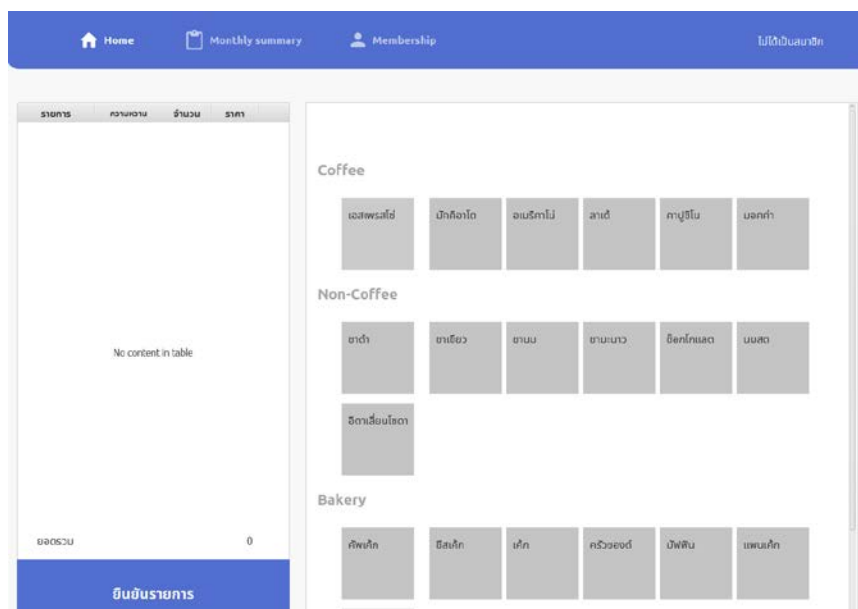 Home Monthly summary Membership ไม่ได้เป็นสมาชิก
รายการ ความหวาน จำนวน ราคา
No content in table
ยอดรวม 0
ยืนยันรายการ
Coffee
เอสเพรสโซ่ มัคคิอาโต อเมริกาโน่ ลาเต้ คาปูชิโน มอคค่า
Non-Coffee
ชาดำ ชาเขียว ชานม ชามะนาว ช็อกโกแลต นมสด
อิตาเลี่ยนโซดา
Bakery
คัพเค้ก ชีสเค้ก เค้ก ครัวซองต์ มัฟฟิน แพนเค้ก